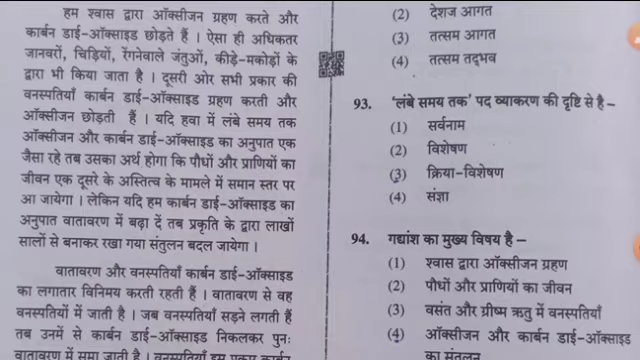 हम श्वास द्वारा ऑक्सीजन ग्रहण करते और
कार्बन डाई-ऑक्साइड छोड़ते हैं । ऐसा ही अधिकतर
जानवरों, चिड़ियों, रेंगनेवाले जंतुओं, कीड़े-मकोड़ों के
द्वारा भी किया जाता है । दूसरी ओर सभी प्रकार की
वनस्पतियाँ कार्बन डाई-ऑक्साइड ग्रहण करती और
ऑक्सीजन छोड़ती हैं । यदि हवा में लंबे समय तक
ऑक्सीजन और कार्बन डाई-ऑक्साइड का अनुपात एक
जैसा रहे तब उसका अर्थ होगा कि पौधों और प्राणियों का
जीवन एक दूसरे के अस्तित्व के मामले में समान स्तर पर
आ जायेगा । लेकिन यदि हम कार्बन डाई-ऑक्साइड का
अनुपात वातावरण में बढ़ा दें तब प्रकृति के द्वारा लाखों
सालों से बनाकर रखा गया संतुलन बदल जायेगा ।
वातावरण और वनस्पतियाँ कार्बन डाई-ऑक्साइड
का लगातार विनिमय करती रहती हैं । वातावरण से वह
वनस्पतियों में जाती है । जब वनस्पतियाँ सड़ने लगती हैं
तब उनमें से कार्बन डाई-ऑक्साइड निकलकर पुनः
वातावरण में समा जाती है । वनस्पतियाँ इस प्रकार कार्बन
(2) देशज आगत
(3) तत्सम आगत
(4) तत्सम तद्भव
93. 'लंबे समय तक' पद व्याकरण की दृष्टि से है –
(1) सर्वनाम
(2) विशेषण
(3) क्रिया-विशेषण
(4) संज्ञा
94. गद्यांश का मुख्य विषय है –
(1) श्वास द्वारा ऑक्सीजन ग्रहण
(2) पौधों और प्राणियों का जीवन
(3) वसंत और ग्रीष्म ऋतु में वनस्पतियाँ
(4) ऑक्सीजन और कार्बन डाई-ऑक्साइड
का संतुलन